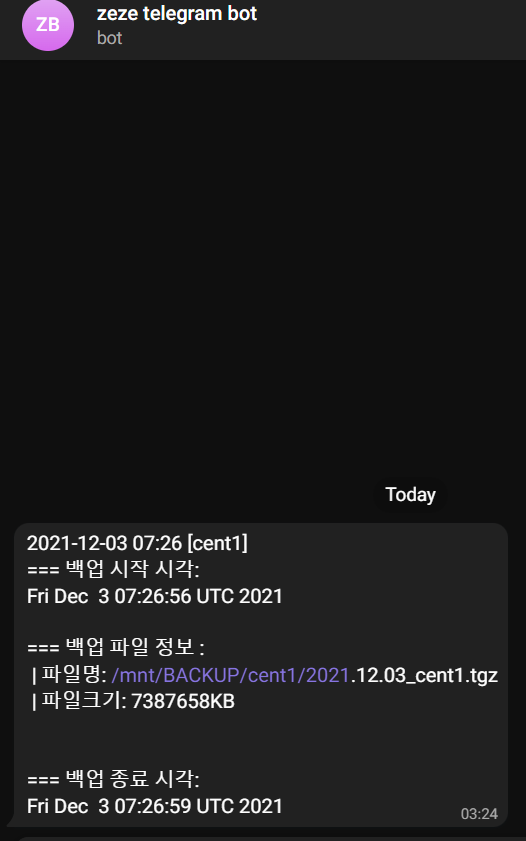 ZB
zeze telegram bot
bot
Today
2021-12-03 07:26 [cent1]
=== 백업 시작 시각:
Fri Dec  3 07:26:56 UTC 2021
=== 백업 파일 정보 :
| 파일명: /mnt/BACKUP/cent1/2021.12.03_cent1.tgz
| 파일크기: 7387658KB
=== 백업 종료 시각:
Fri Dec  3 07:26:59 UTC 2021
03:24